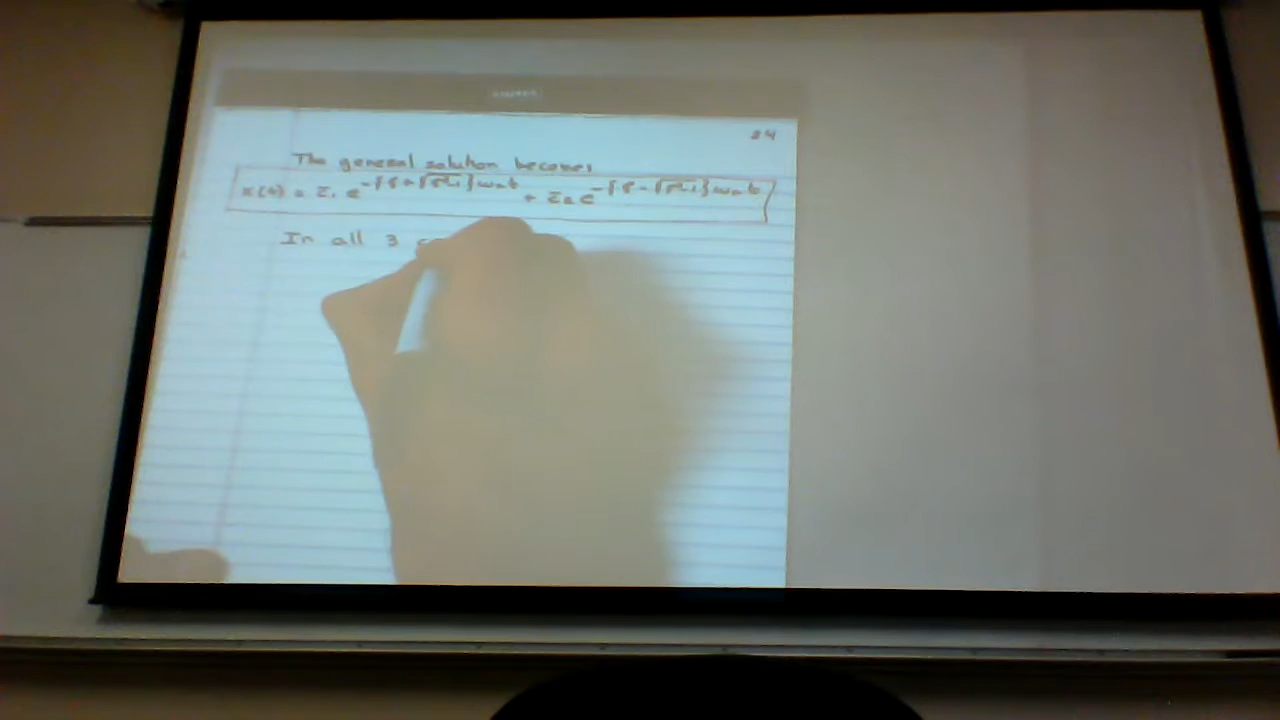 24
The general solution becomes
x(t) = z₁ e^-{ζ+√ζ²-1}ωnt + z₂ e^-{ζ-√ζ²-1}ωnt
In all 3